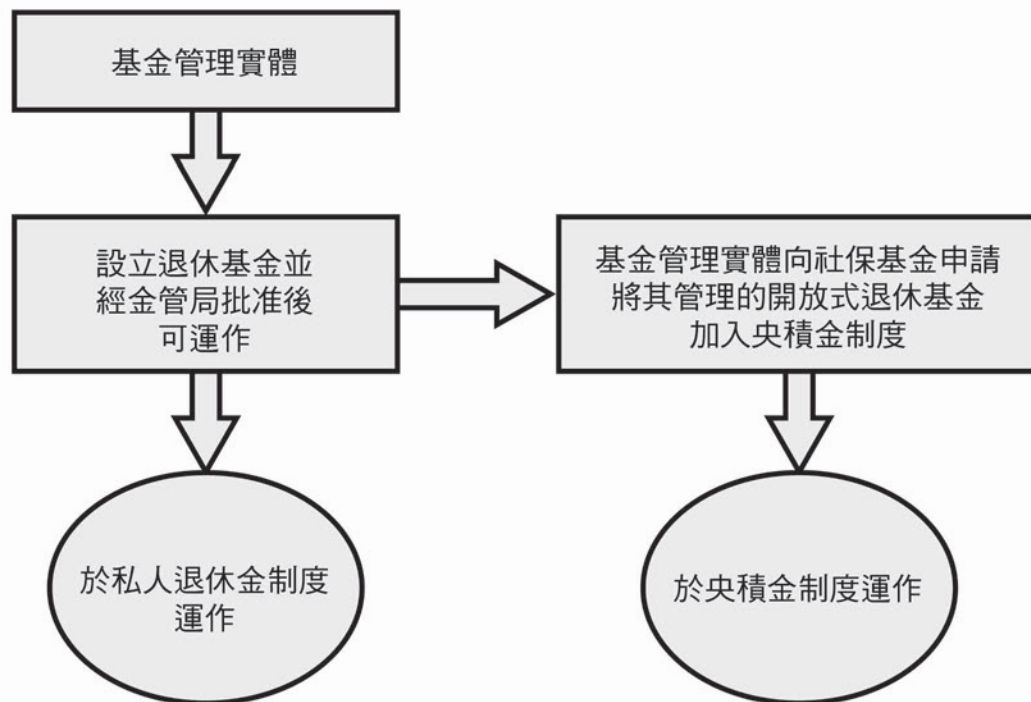 基金管理實體
設立退休基金並
經金管局批准後
可運作
基金管理實體向社保基金申請
將其管理的開放式退休基金
加入央積金制度
於私人退休金制度
運作
於央積金制度運作